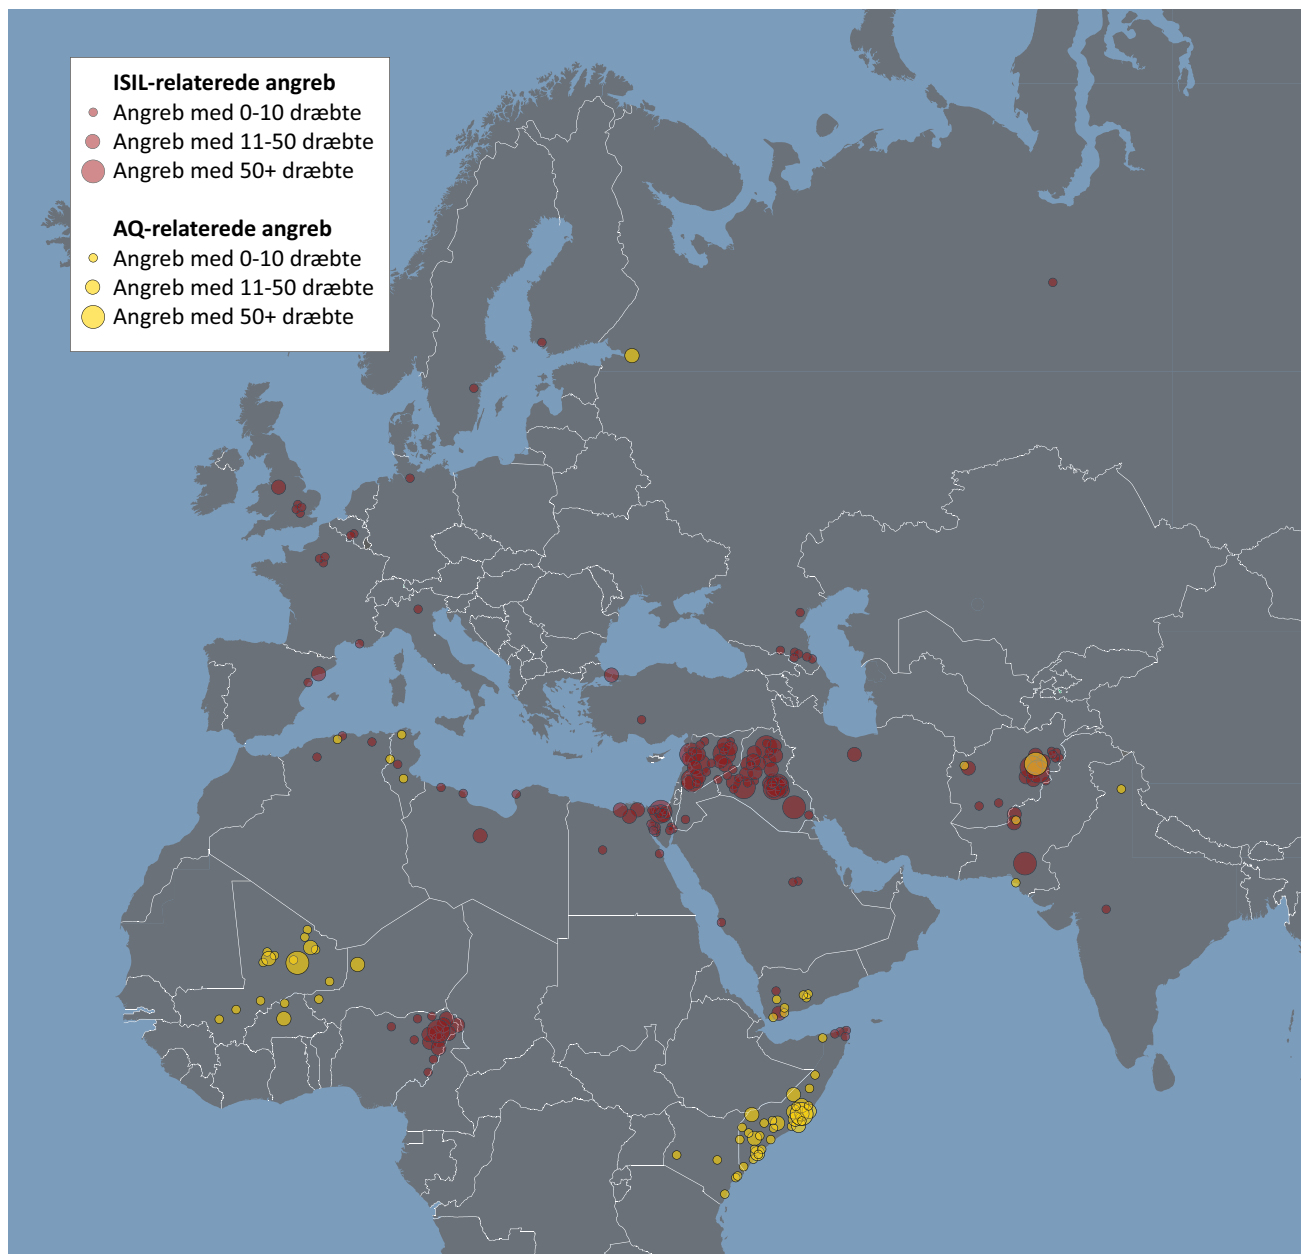 ISIL-relaterede angreb
Angreb med 0-10 dræbte
Angreb med 11-50 dræbte
Angreb med 50+ dræbte
AQ-relaterede angreb
Angreb med 0-10 dræbte
Angreb med 11-50 dræbte
Angreb med 50+ dræbte